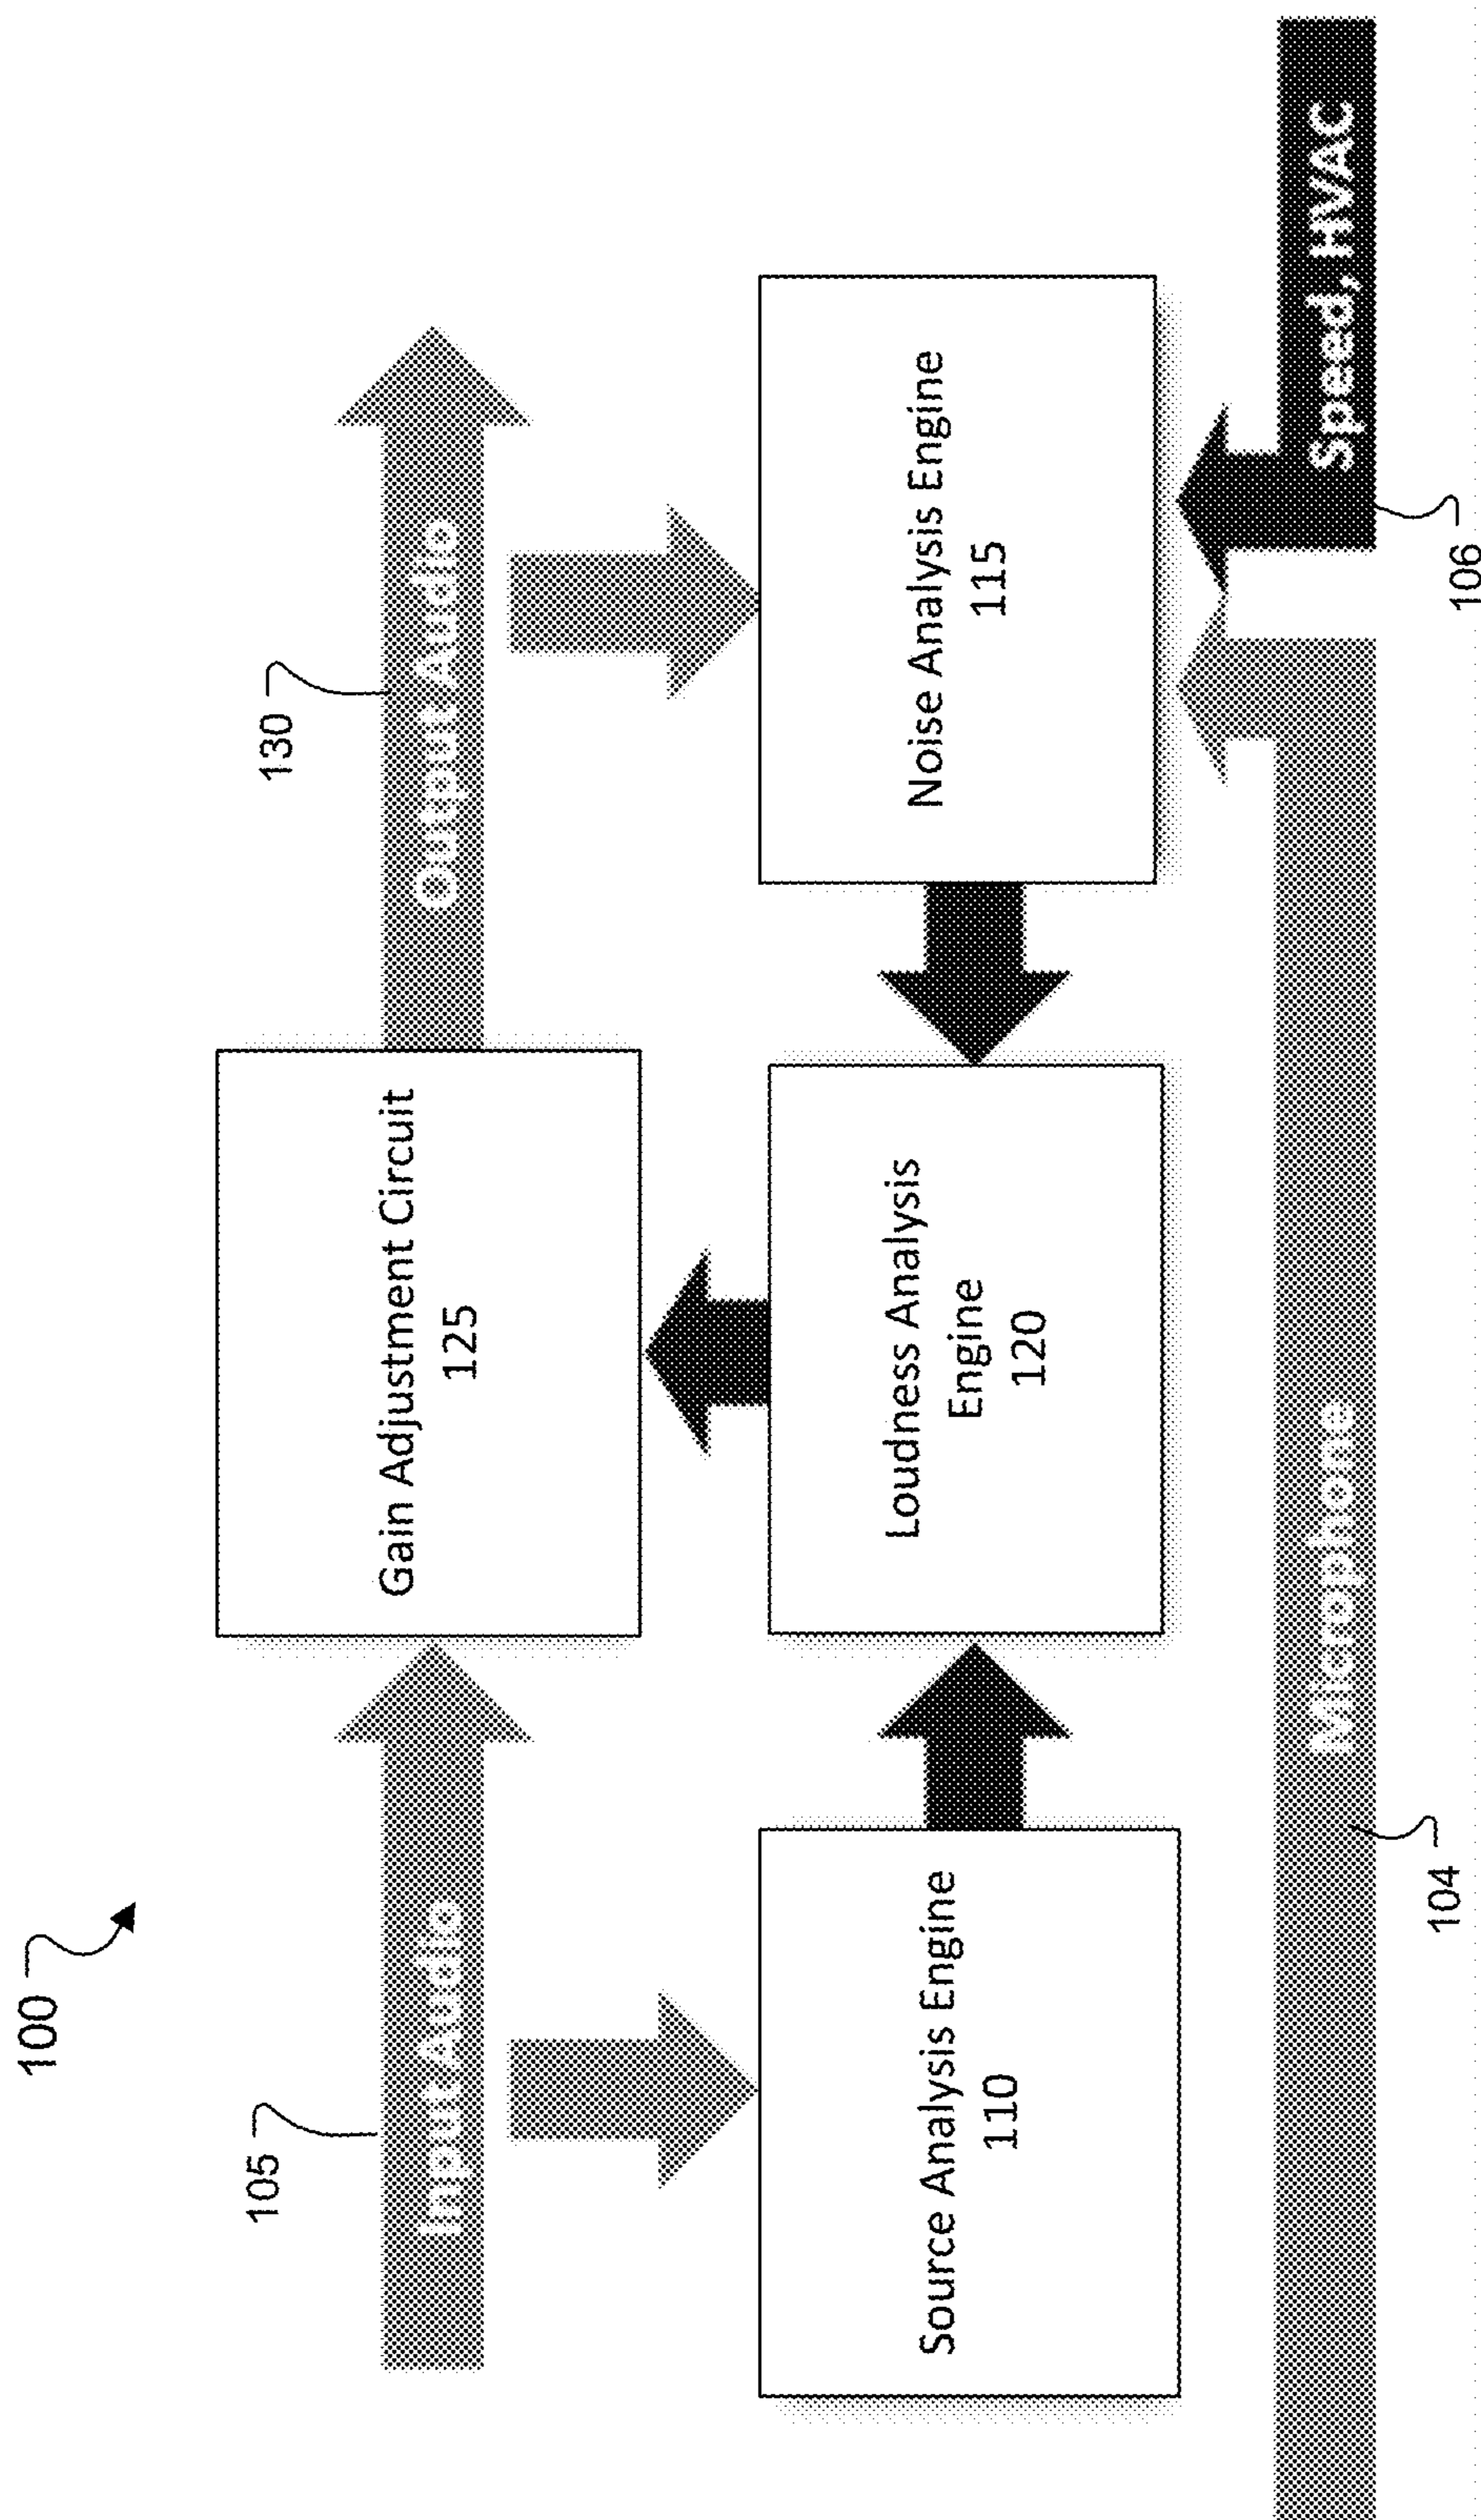 100
105
130
Input Audio
Output Audio
Gain Adjustment Circuit
125
Source Analysis Engine
110
Loudness Analysis
Engine
120
Noise Analysis Engine
115
Microphone
Speed, HVAC
104
106